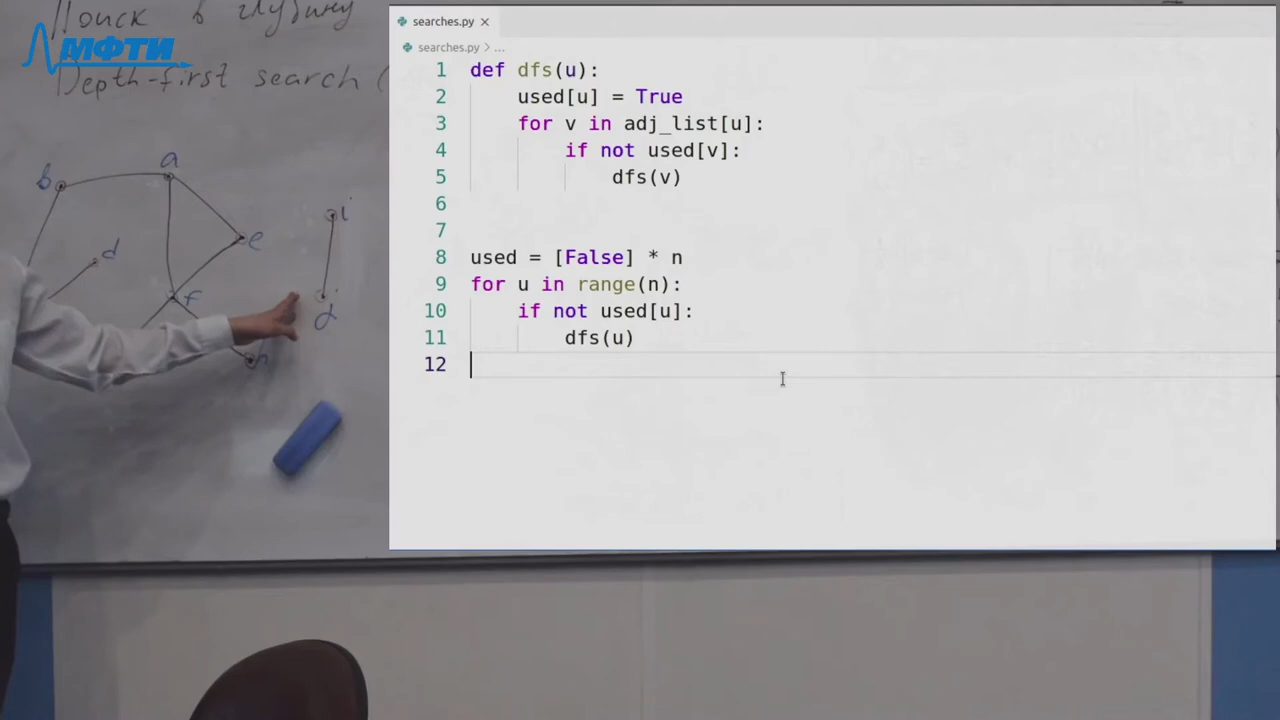 Поиск в глубину
МФТИ
Depth-first search (
b
a
i
d
e
f
j
h
searches.py
searches.py > ...
1 def dfs(u):
2 used[u] = True
3 for v in adj_list[u]:
4 if not used[v]:
5 dfs(v)
6
7
8 used = [False] * n
9 for u in range(n):
10 if not used[u]:
11 dfs(u)
12